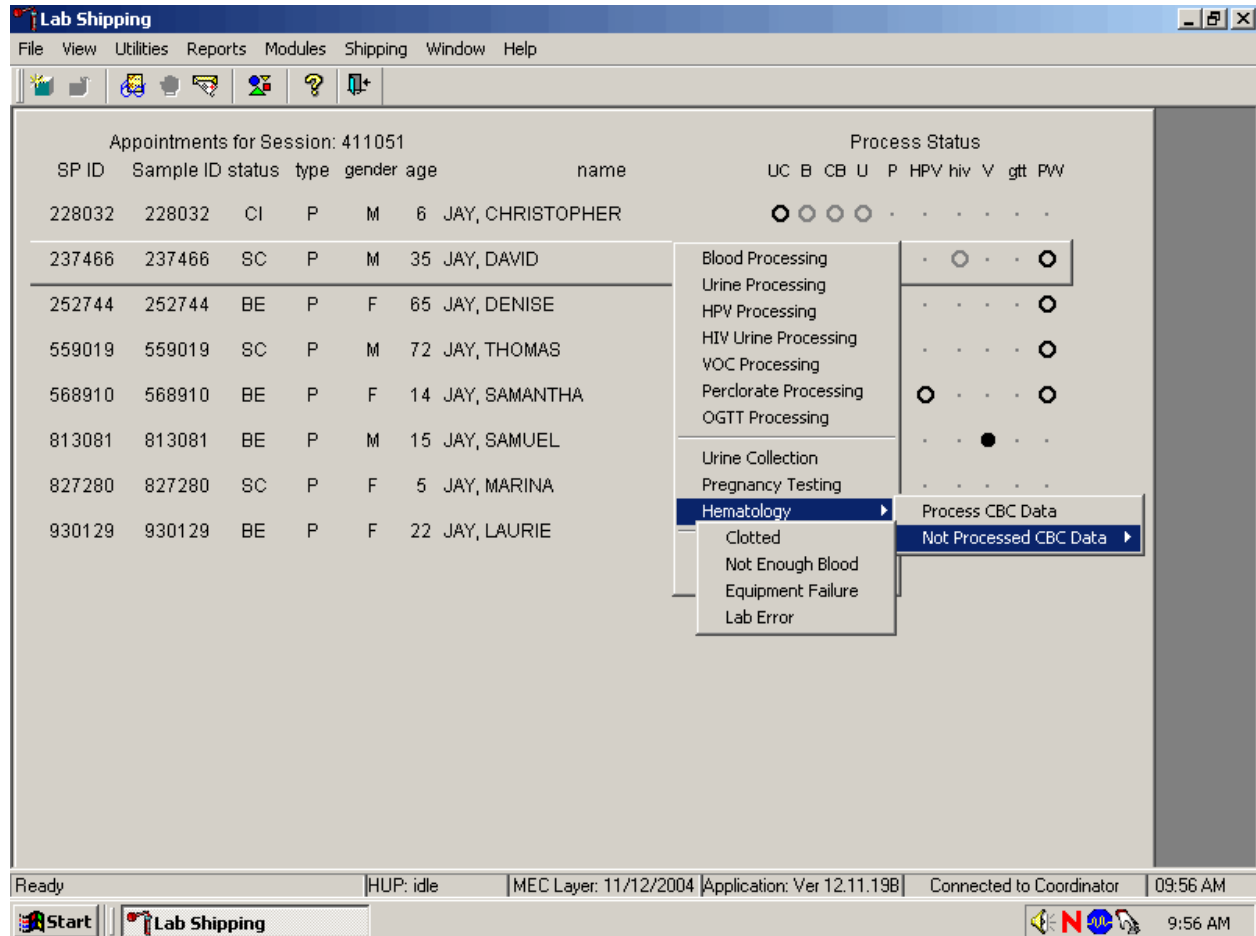 Lab Shipping
File View Utilities Reports Modules Shipping Window Help
Appointments for Session: 411051 Process Status
SP ID Sample ID status type gender age name UC B CB U P HPV hiv V gtt PW
228032 228032 CI P M 6 JAY, CHRISTOPHER
237466 237466 SC P M 35 JAY, DAVID
252744 252744 BE P F 65 JAY, DENISE
559019 559019 SC P M 72 JAY, THOMAS
568910 568910 BE P F 14 JAY, SAMANTHA
813081 813081 BE P M 15 JAY, SAMUEL
827280 827280 SC P F 5 JAY, MARINA
930129 930129 BE P F 22 JAY, LAURIE
Blood Processing
Urine Processing
HPV Processing
HIV Urine Processing
VOC Processing
Perclorate Processing
OGTT Processing
Urine Collection
Pregnancy Testing
Hematology
Process CBC Data
Not Processed CBC Data
Clotted
Not Enough Blood
Equipment Failure
Lab Error
Ready HUP: idle MEC Layer: 11/12/2004 Application: Ver 12.11.19B Connected to Coordinator 09:56 AM
Start Lab Shipping N 9:56 AM